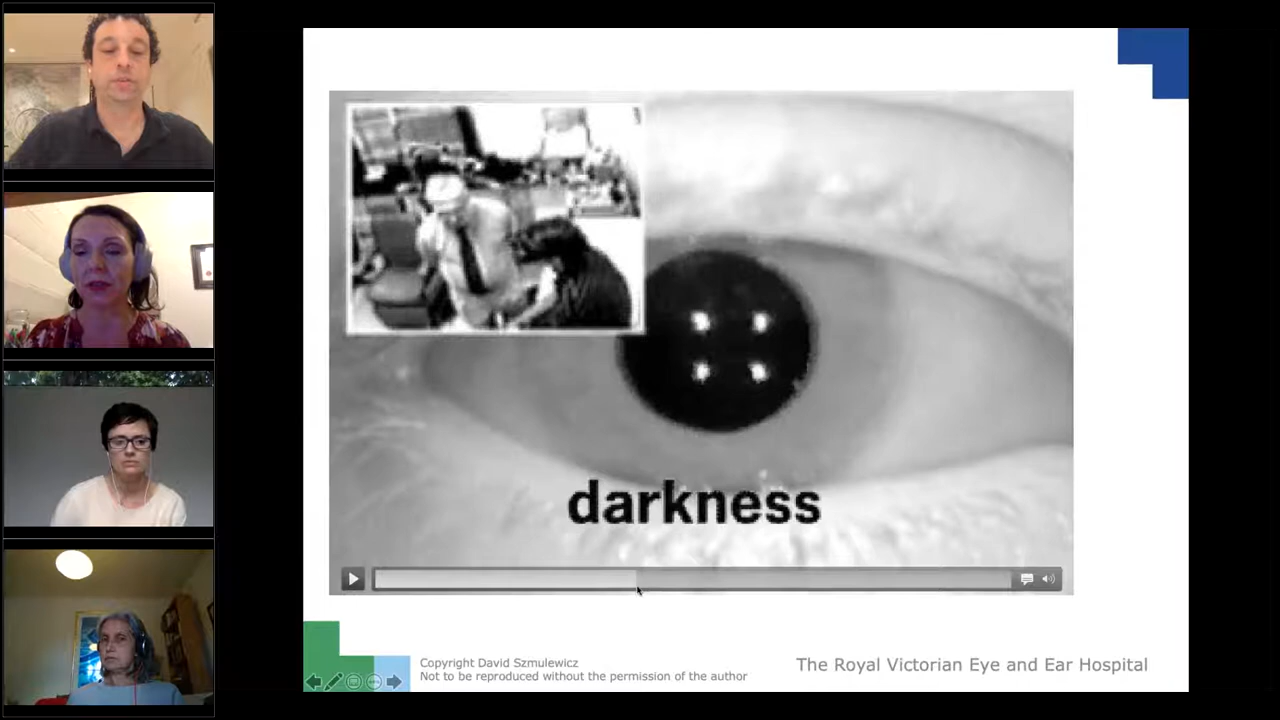 darkness
Copyright David Szmulewicz
Not to be reproduced without the permission of the author
The Royal Victorian Eye and Ear Hospital